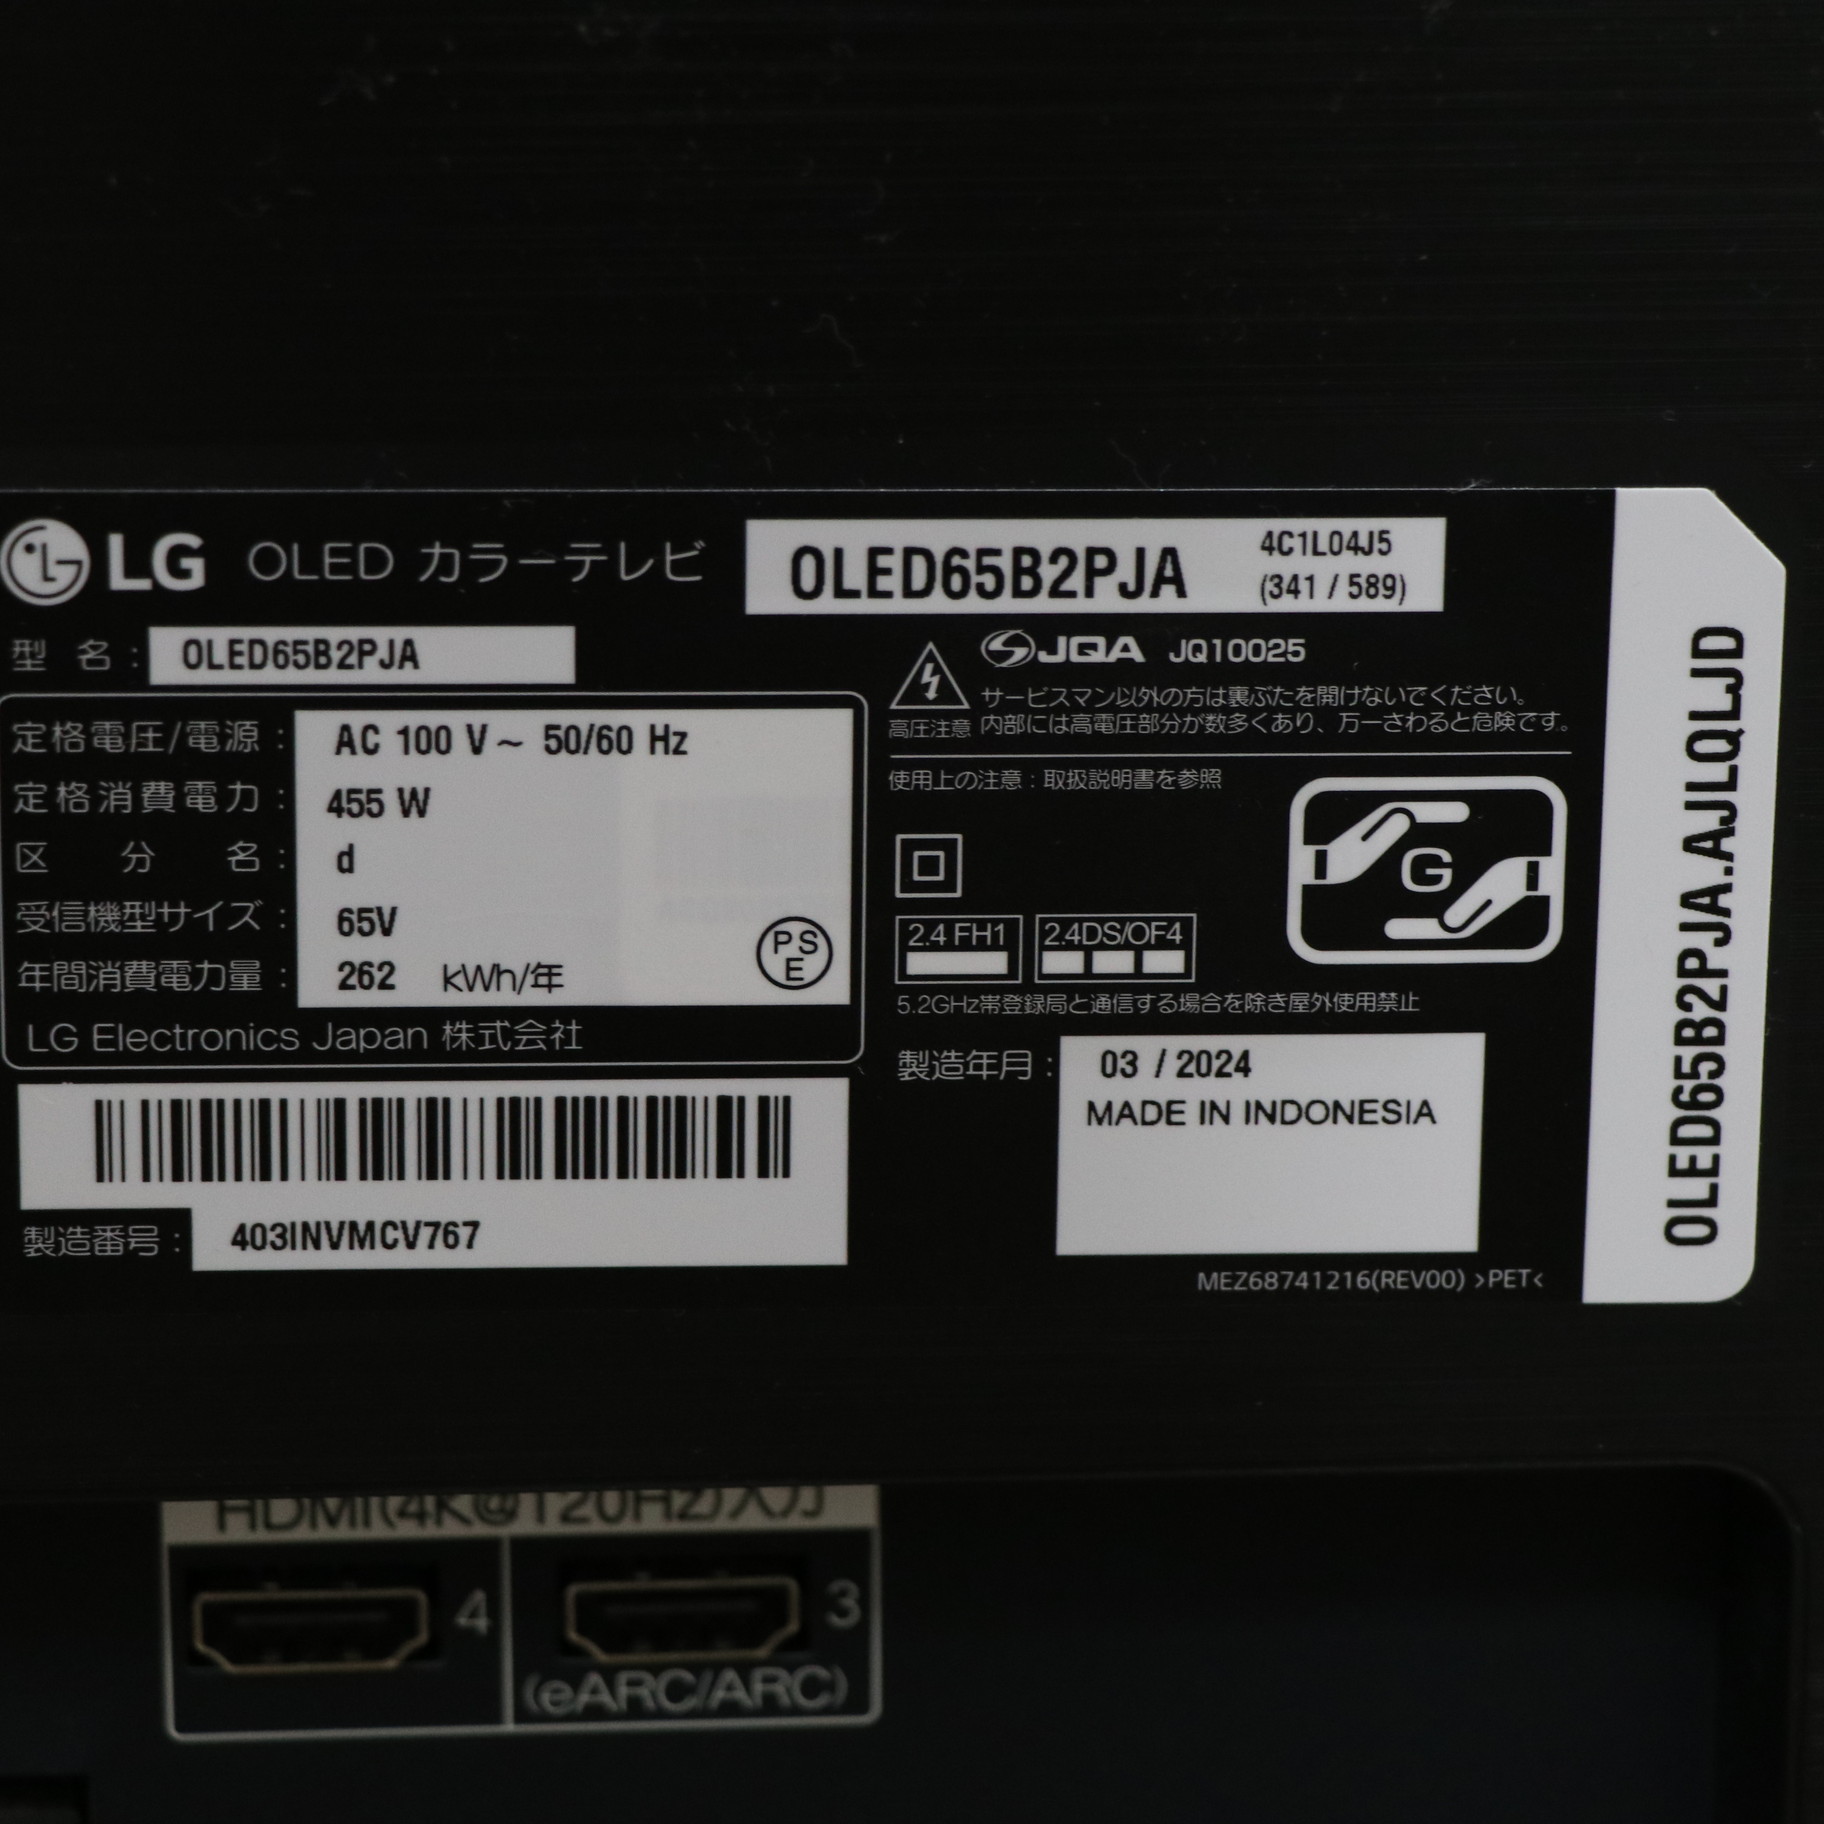 LG OLED カラーテレビ OLED65B2PJA 4C1L04J5
(341 / 589)
型名: OLED65B2PJA
定格電圧/電源: AC 100 V~ 50/60 Hz
定格消費電力: 455 W
区分名: d
受信機型サイズ: 65V
年間消費電力量: 262 kWh/年
PS
E
LG Electronics Japan 株式会社
製造番号: 403INVMCV767
JQA JQ10025
高圧注意
サービスマン以外の方は裏ぶたを開けないでください。
内部には高電圧部分が数多くあり、万一さわると危険です。
使用上の注意:取扱説明書を参照
G
2.4 FH1 2.4DS/OF4
5.2GHz帯登録局と通信する場合を除き屋外使用禁止
製造年月: 03 / 2024
MADE IN INDONESIA
MEZ68741216(REV00) >PET<
OLED65B2PJA.AJLQLJD
HDMI(4K@120Hz)入力
4 3
(eARC/ARC)